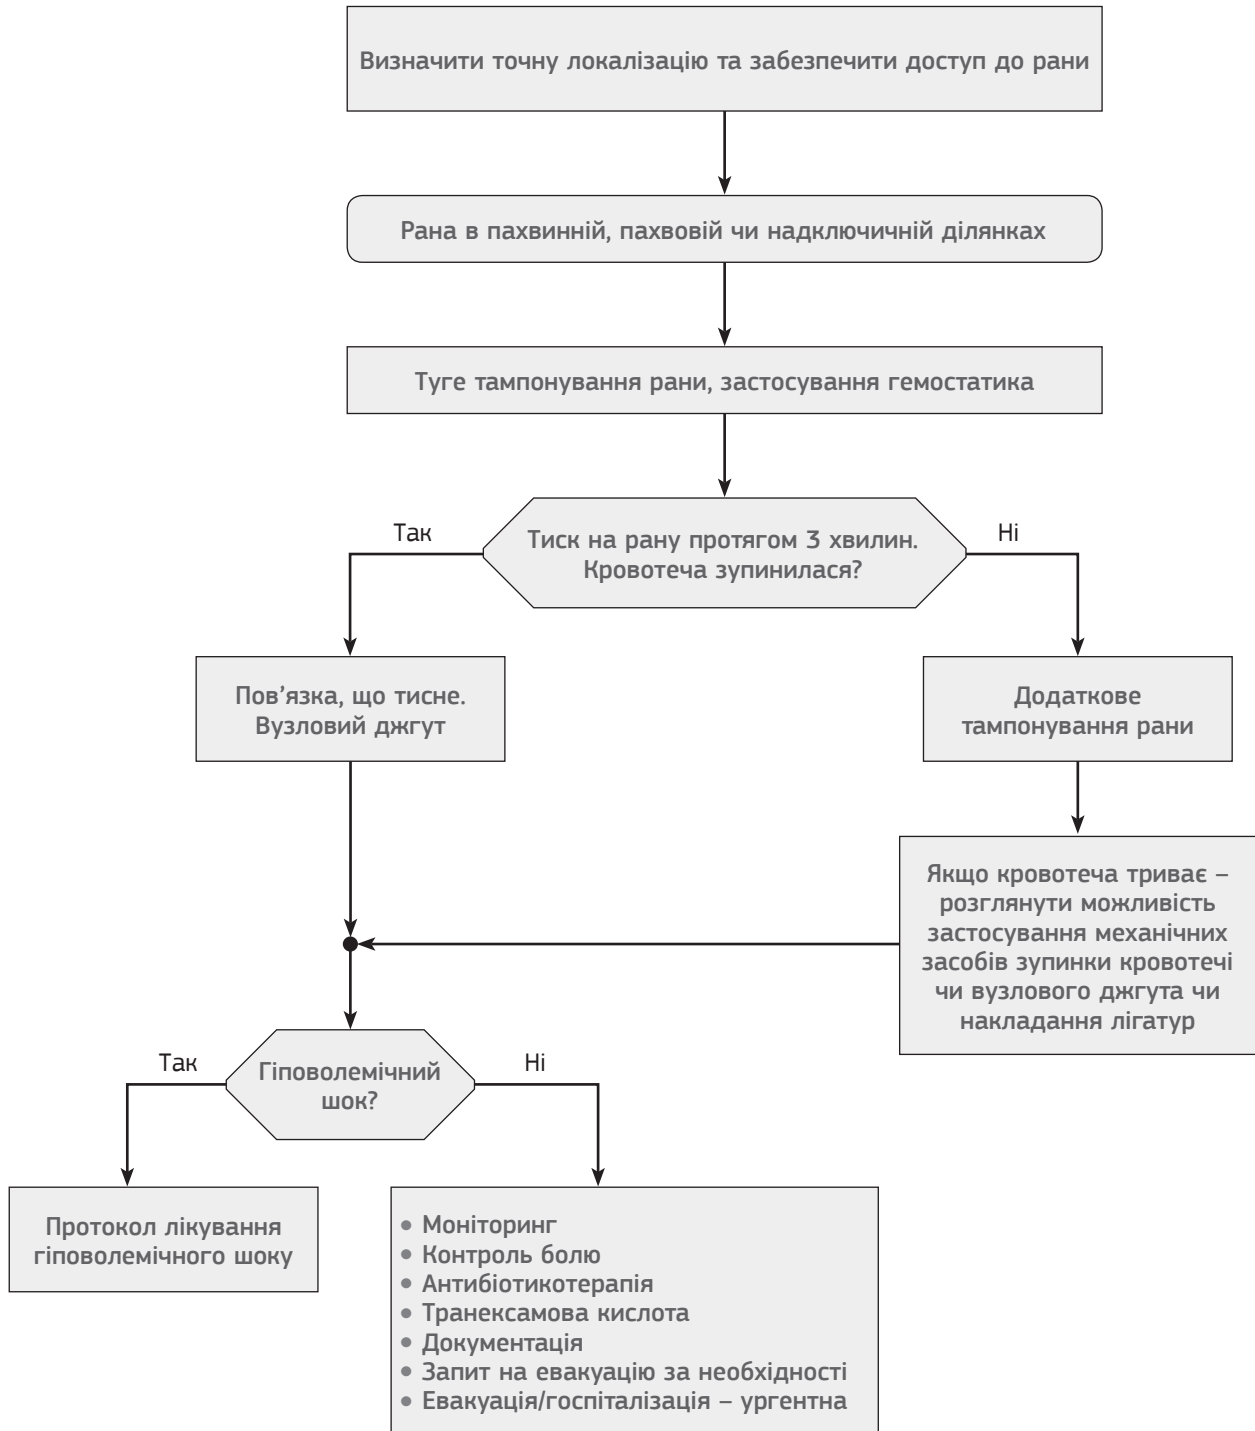 Визначити точну локалізацію та забезпечити доступ до рани
Рана в пахвинній, пахвовій чи надключичній ділянках
Туге тампонування рани, застосування гемостатика
Так
Тиск на рану протягом 3 хвилин.
Кровотеча зупинилася?
Ні
Пов’язка, що тисне.
Вузловий джгут
Додаткове
тампонування рани
Якщо кровотеча триває –
розглянути можливість
застосування механічних
засобів зупинки кровотечі
чи вузлового джгута чи
накладання лігатур
Так
Гіповолемічний
шок?
Ні
Протокол лікування
гіповолемічного шоку
• Моніторинг
• Контроль болю
• Антибіотикотерапія
• Транексамова кислота
• Документація
• Запит на евакуацію за необхідності
• Евакуація/госпіталізація – ургентна